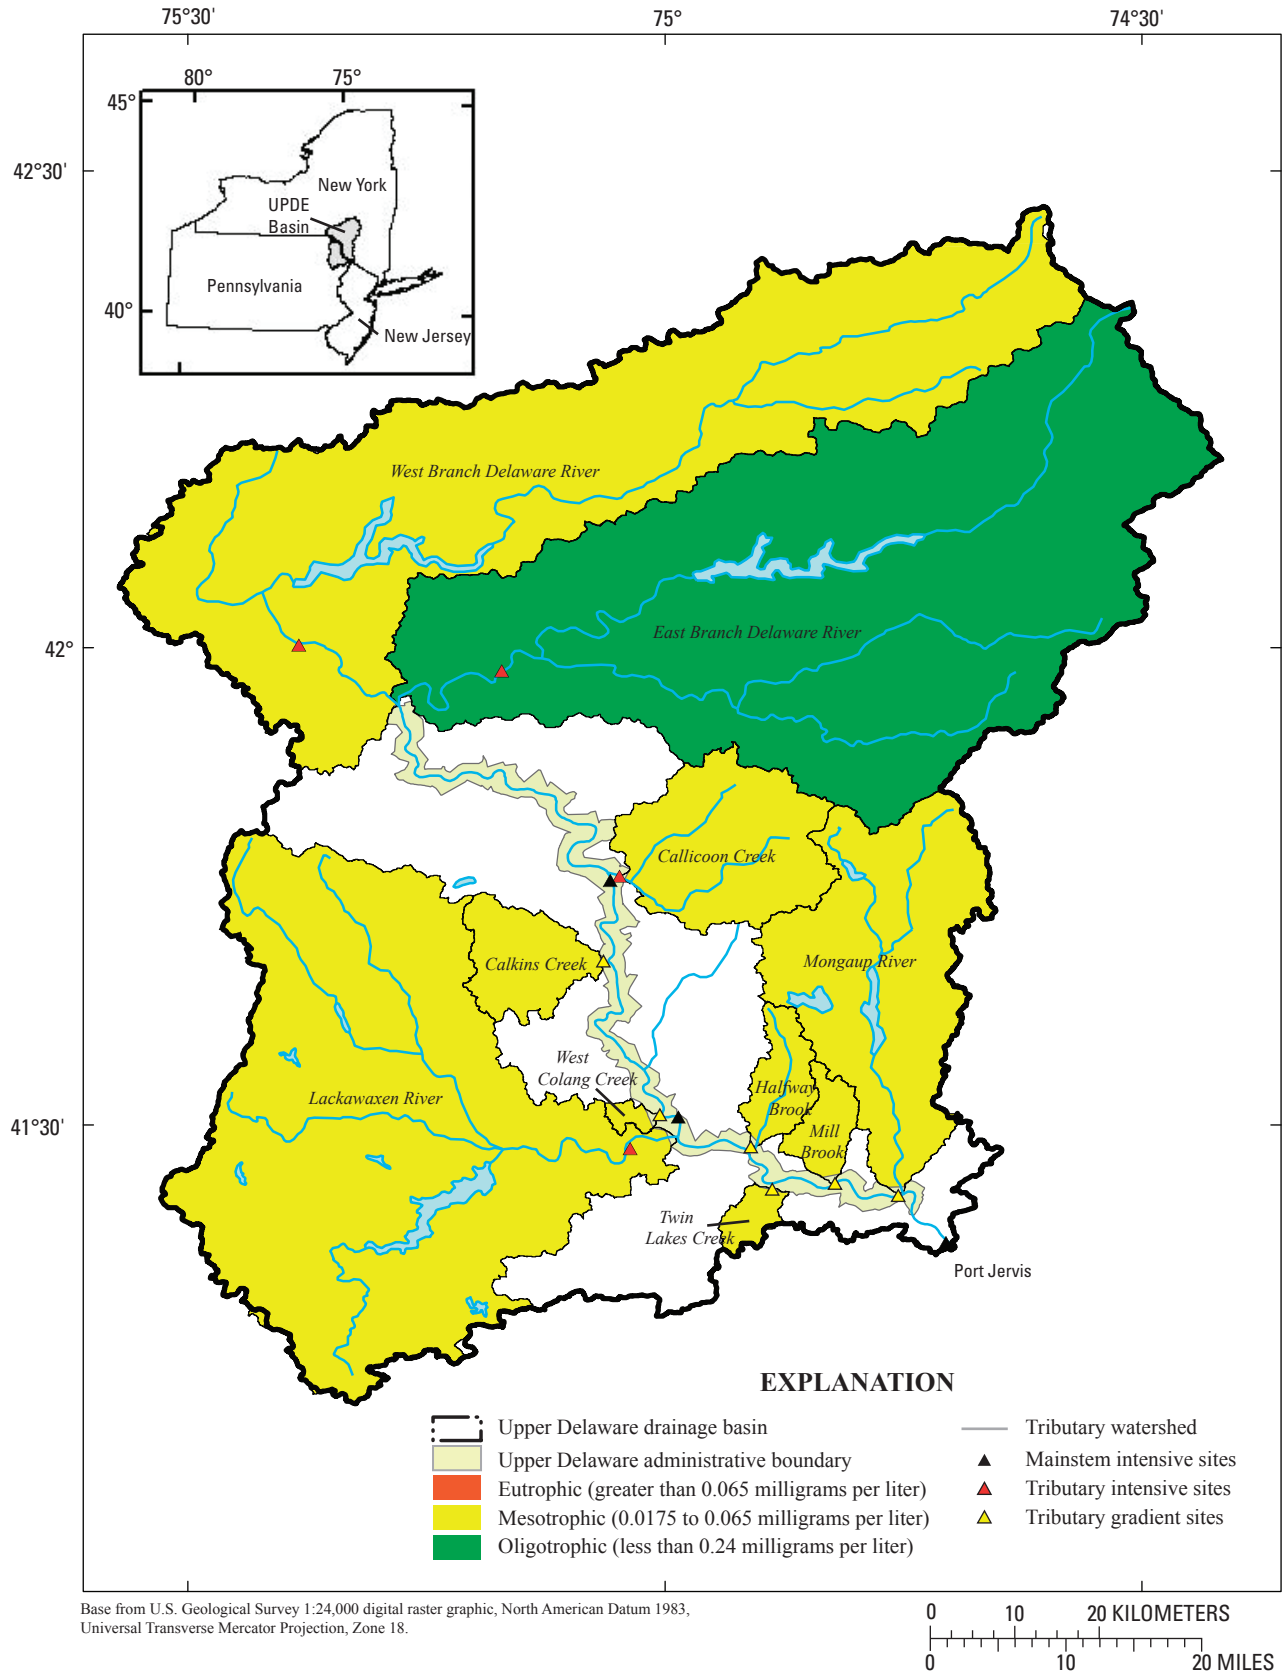 75°30'
75°
74°30'
80°
75°
45°
42°30'
New York
UPDE
Basin
Pennsylvania
40°
New Jersey
West Branch Delaware River
42°
East Branch Delaware River
Callicoon Creek
Calkins Creek
Mongaup River
West
Colang Creek
Lackawaxen River
Halfway
Brook
41°30'
Mill
Brook
Twin
Lakes Creek
Port Jervis
EXPLANATION
Upper Delaware drainage basin
Upper Delaware administrative boundary
Eutrophic (greater than 0.065 milligrams per liter)
Mesotrophic (0.0175 to 0.065 milligrams per liter)
Oligotrophic (less than 0.24 milligrams per liter)
Tributary watershed
Mainstem intensive sites
Tributary intensive sites
Tributary gradient sites
Base from U.S. Geological Survey 1:24,000 digital raster graphic, North American Datum 1983,
Universal Transverse Mercator Projection, Zone 18.
0 10 20 KILOMETERS
0 10 20 MILES